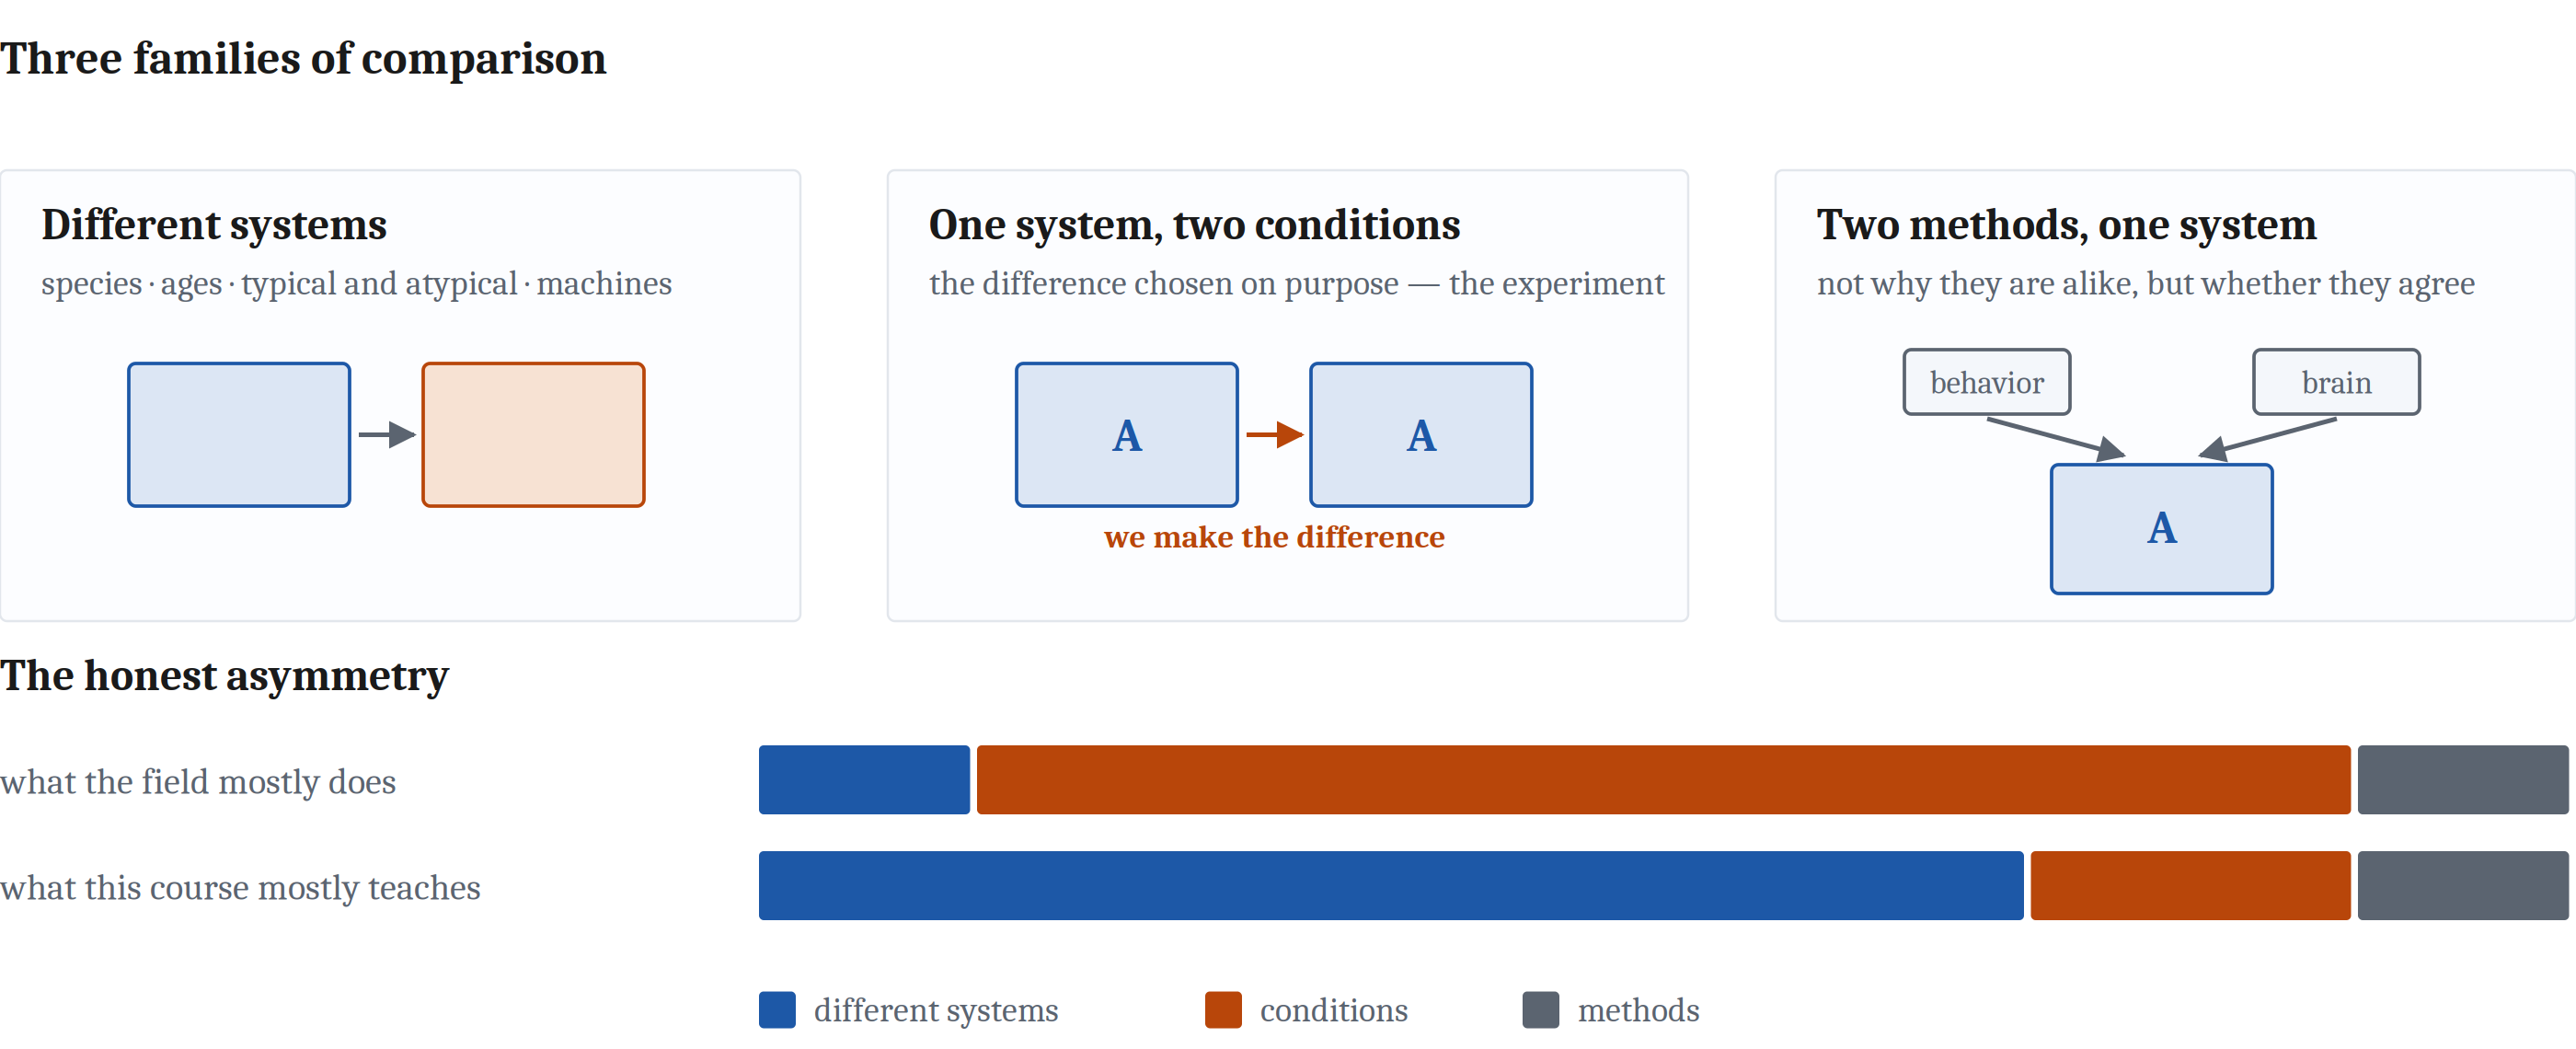 Three families of comparison
Different systems
species · ages · typical and atypical · machines
One system, two conditions
the difference chosen on purpose — the experiment
A
A
we make the difference
Two methods, one system
not why they are alike, but whether they agree
behavior
brain
A
The honest asymmetry
what the field mostly does
what this course mostly teaches
different systems
conditions
methods